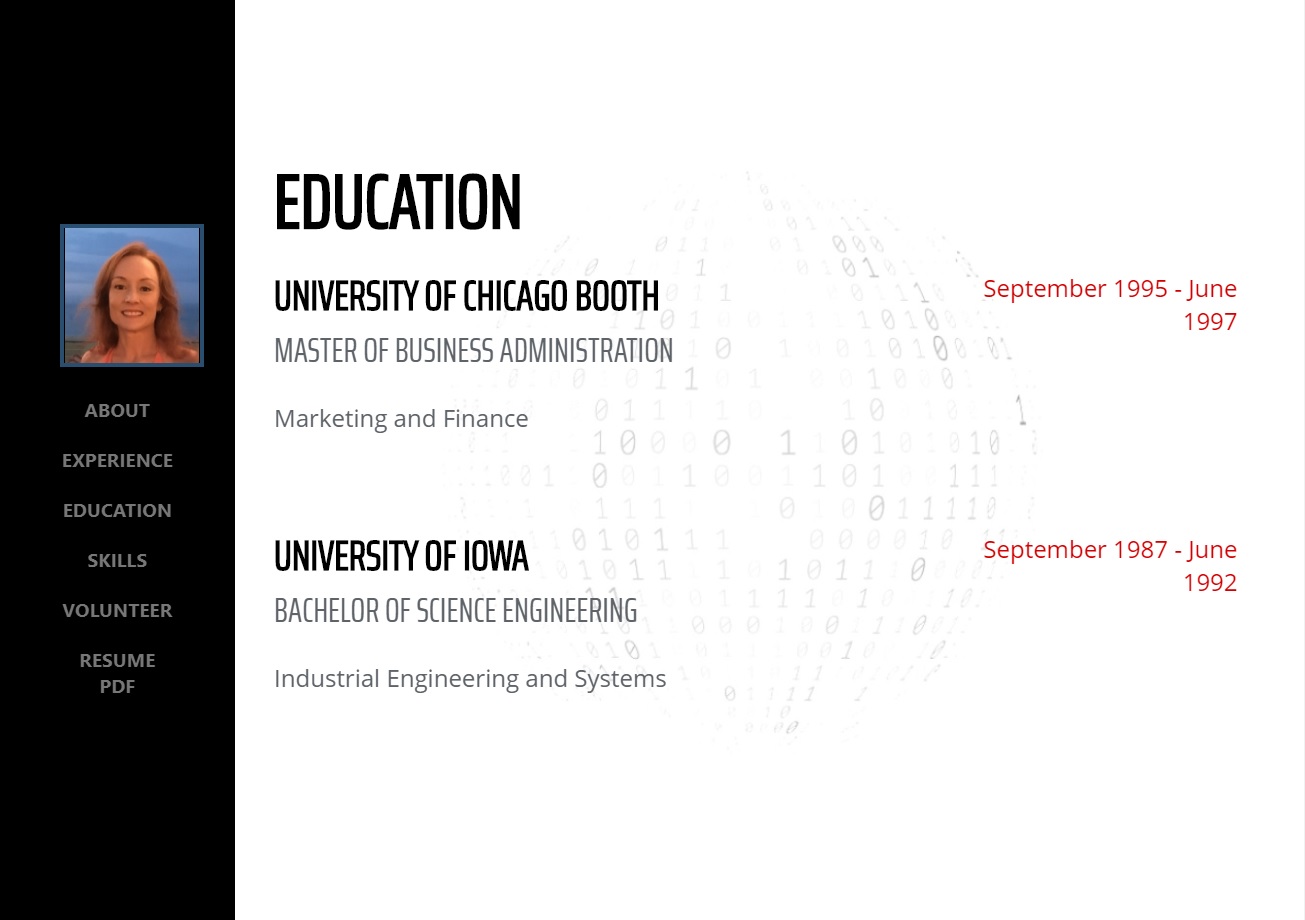 ABOUT
EXPERIENCE
EDUCATION
SKILLS
VOLUNTEER
RESUME
PDF
EDUCATION
UNIVERSITY OF CHICAGO BOOTH
MASTER OF BUSINESS ADMINISTRATION
Marketing and Finance
September 1995 - June
1997
UNIVERSITY OF IOWA
BACHELOR OF SCIENCE ENGINEERING
Industrial Engineering and Systems
September 1987 - June
1992